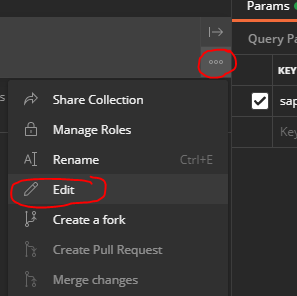 Params
Query Pa
KEY
s
Share Collection
sap
Manage Roles
Key
Rename Ctrl+E
Edit
Create a fork
Create Pull Request
Merge changes